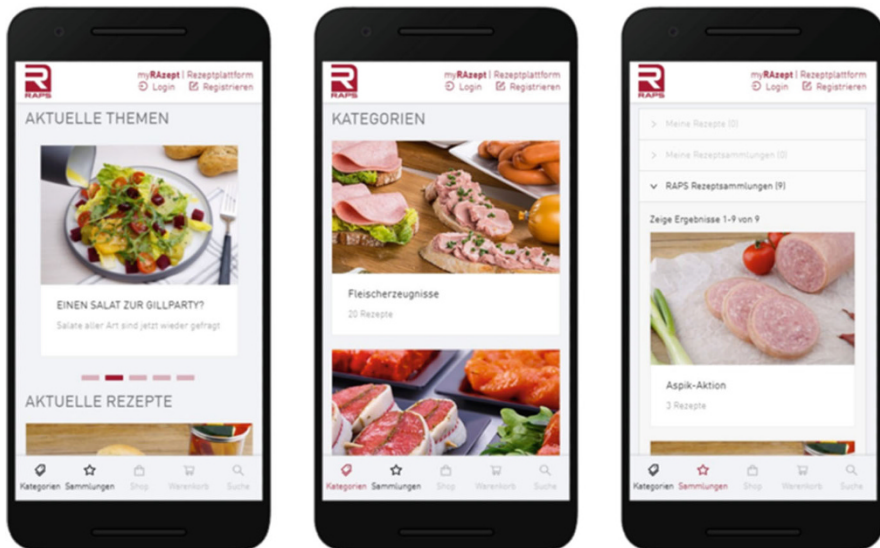 RAPS
myRAzept | Rezeptplattform
Login Registrieren
AKTUELLE THEMEN
EINEN SALAT ZUR GILLPARTY?
Salate aller Art sind jetzt wieder gefragt
AKTUELLE REZEPTE
Kategorien Sammlungen Shop Warenkorb Suche
RAPS
myRAzept | Rezeptplattform
Login Registrieren
KATEGORIEN
Fleischerzeugnisse
20 Rezepte
Kategorien Sammlungen Shop Warenkorb Suche
RAPS
myRAzept | Rezeptplattform
Login Registrieren
Meine Rezepte (0)
Meine Rezeptsammlungen (0)
RAPS Rezeptsammlungen (9)
Zeige Ergebnisse 1-9 von 9
Aspik-Aktion
3 Rezepte
Kategorien Sammlungen Shop Warenkorb Suche